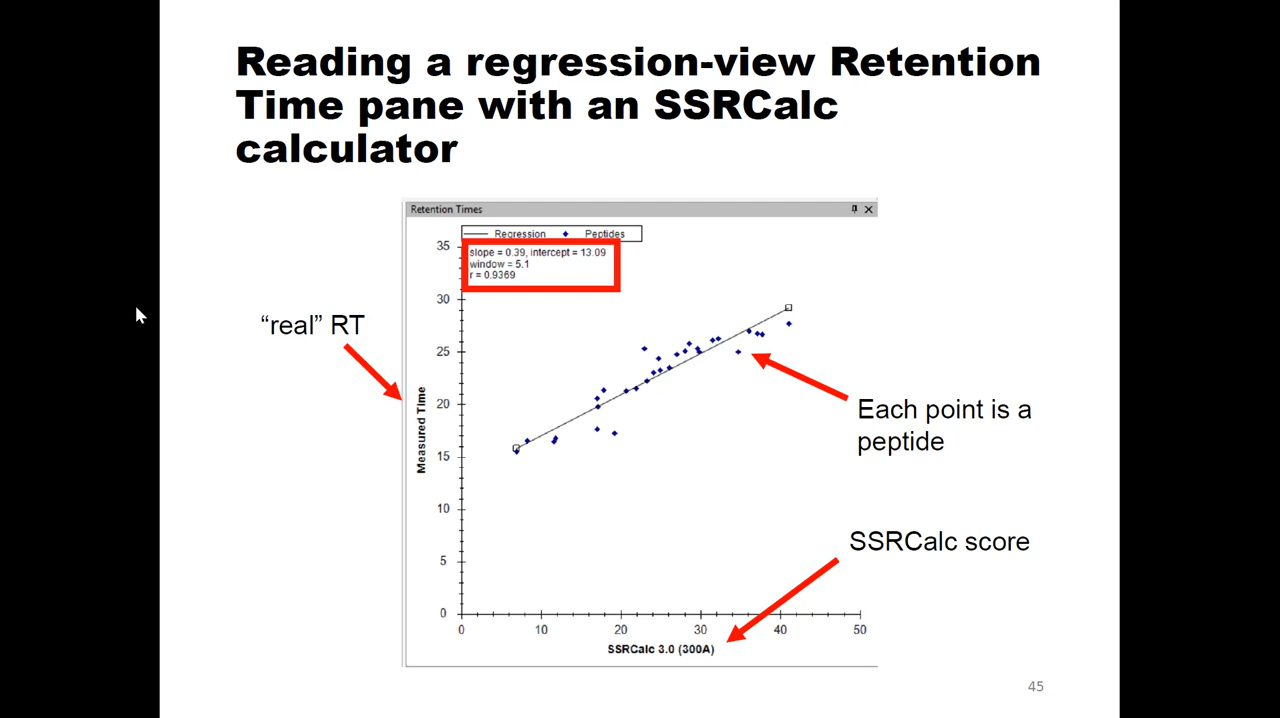 Reading a regression-view Retention
Time pane with an SSRCalc
calculator
Retention Times
Regression Peptides
slope = 0.39, intercept = 13.09
window = 5.1
r = 0.9369
35
30
25
20
15
10
5
0
Measured Time
0 10 20 30 40 50
SSRCalc 3.0 (300A)
“real” RT
Each point is a
peptide
SSRCalc score
45